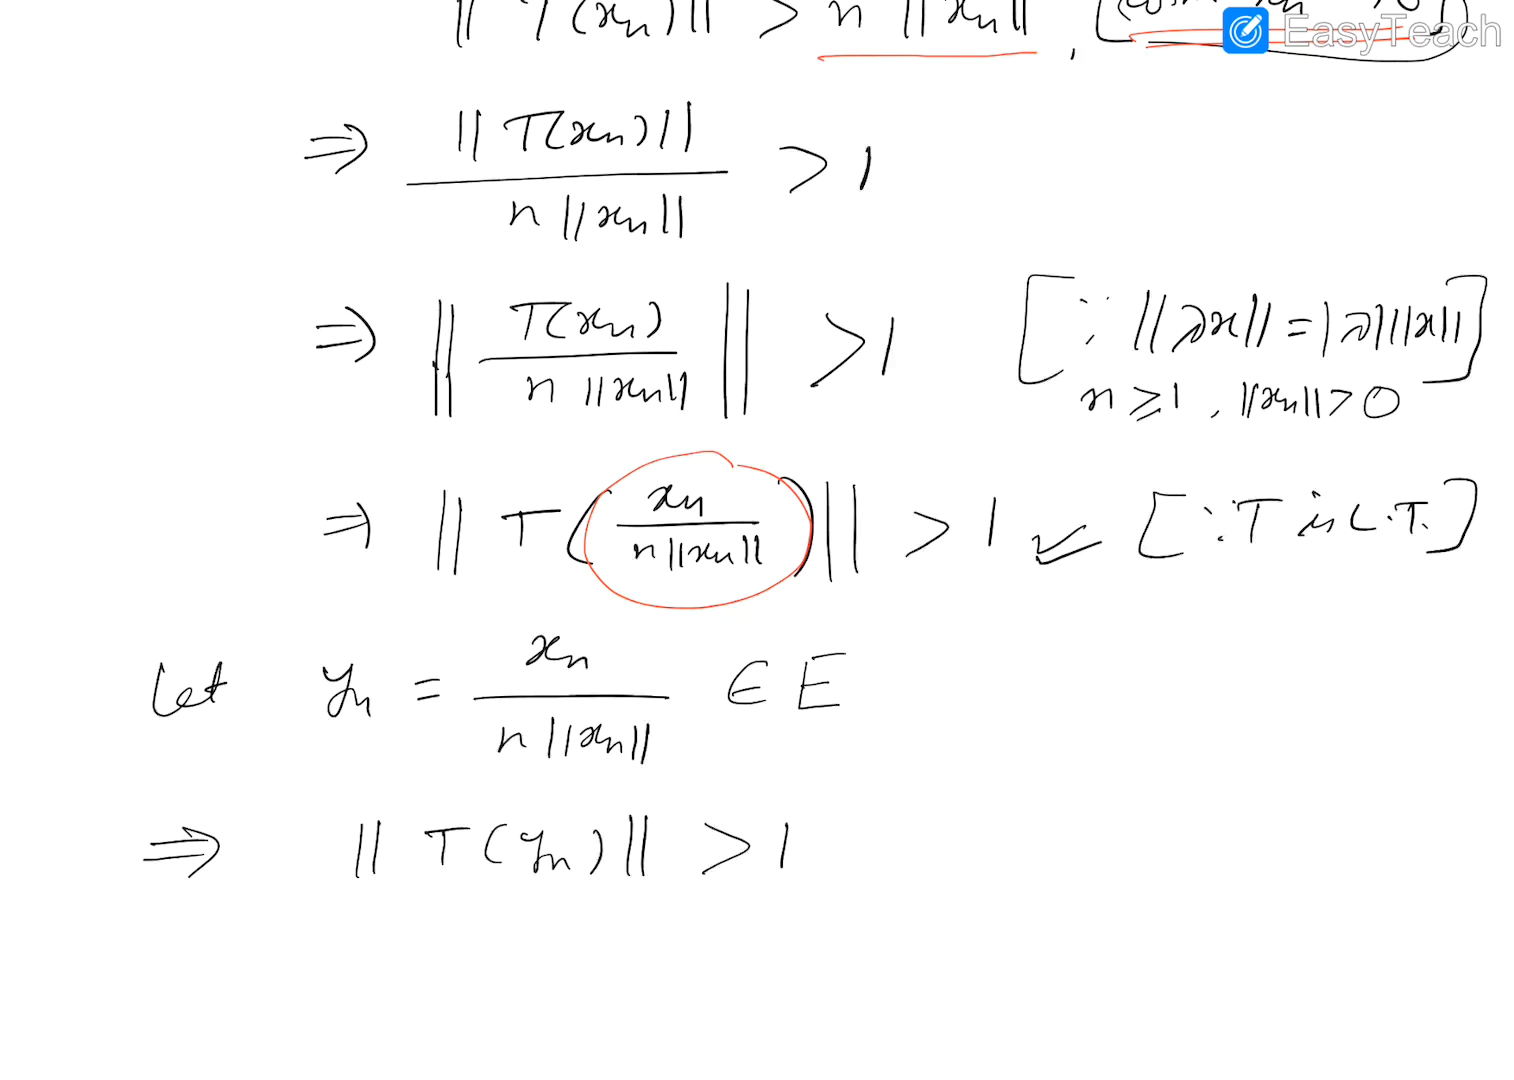 || T(xn) || > n ||xn|| , [
EasyTeach
⇒ || T(xn) || / n ||xn|| > 1
⇒ || T(xn) / n ||xn|| || > 1 [∵ ||λx|| = |λ| ||x||]
n ≥ 1 , ||xn|| > 0
⇒ || T( xn / n ||xn|| ) || > 1 ✓ [∵ T is L.T.]
Let yn = xn / n ||xn|| ∈ E
⇒ || T(yn) || > 1